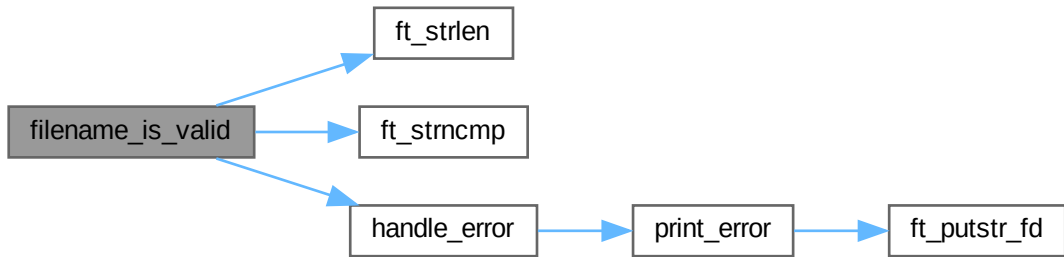 ft_strlen
filename_is_valid
ft_strncmp
handle_error
print_error
ft_putstr_fd